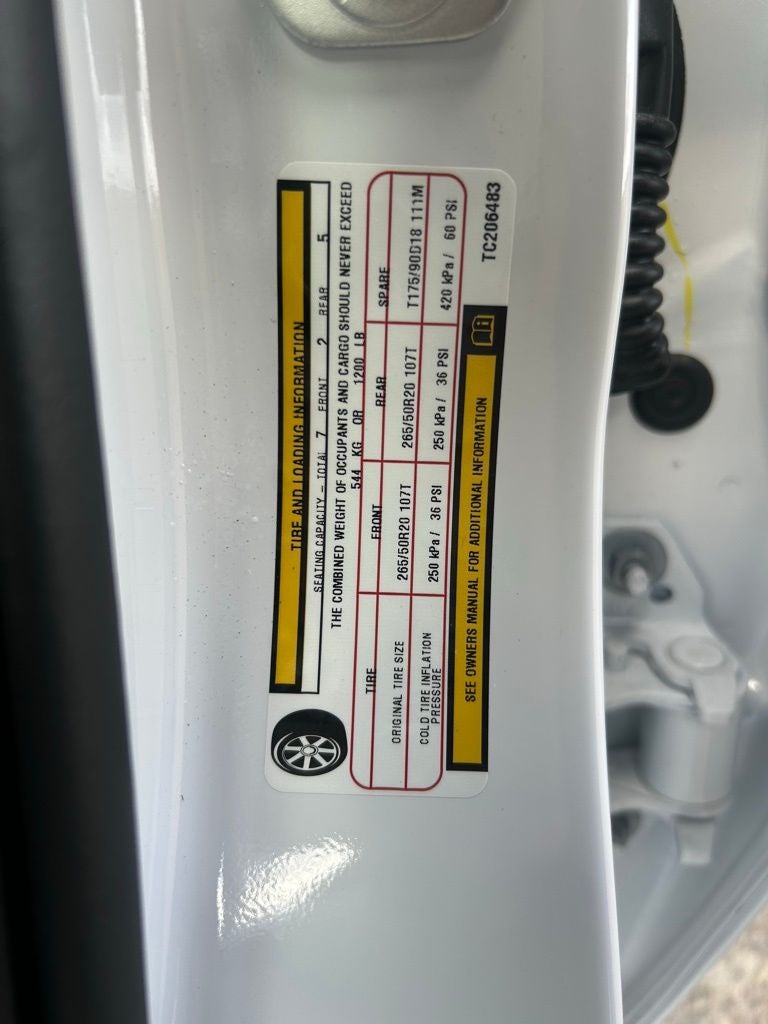 TIRE AND LOADING INFORMATION
SEATING CAPACITY – TOTAL 7 FRONT 2 REAR 5
THE COMBINED WEIGHT OF OCCUPANTS AND CARGO SHOULD NEVER EXCEED
544 KG OR 1200 LB
TIRE FRONT REAR SPARE
ORIGINAL TIRE SIZE 265/50R20 107T 265/50R20 107T T175/90D18 111M
COLD TIRE INFLATION
PRESSURE 250 kPa / 36 PSI 250 kPa / 36 PSI 420 kPa / 60 PSI
SEE OWNERS MANUAL FOR ADDITIONAL INFORMATION
TC206483